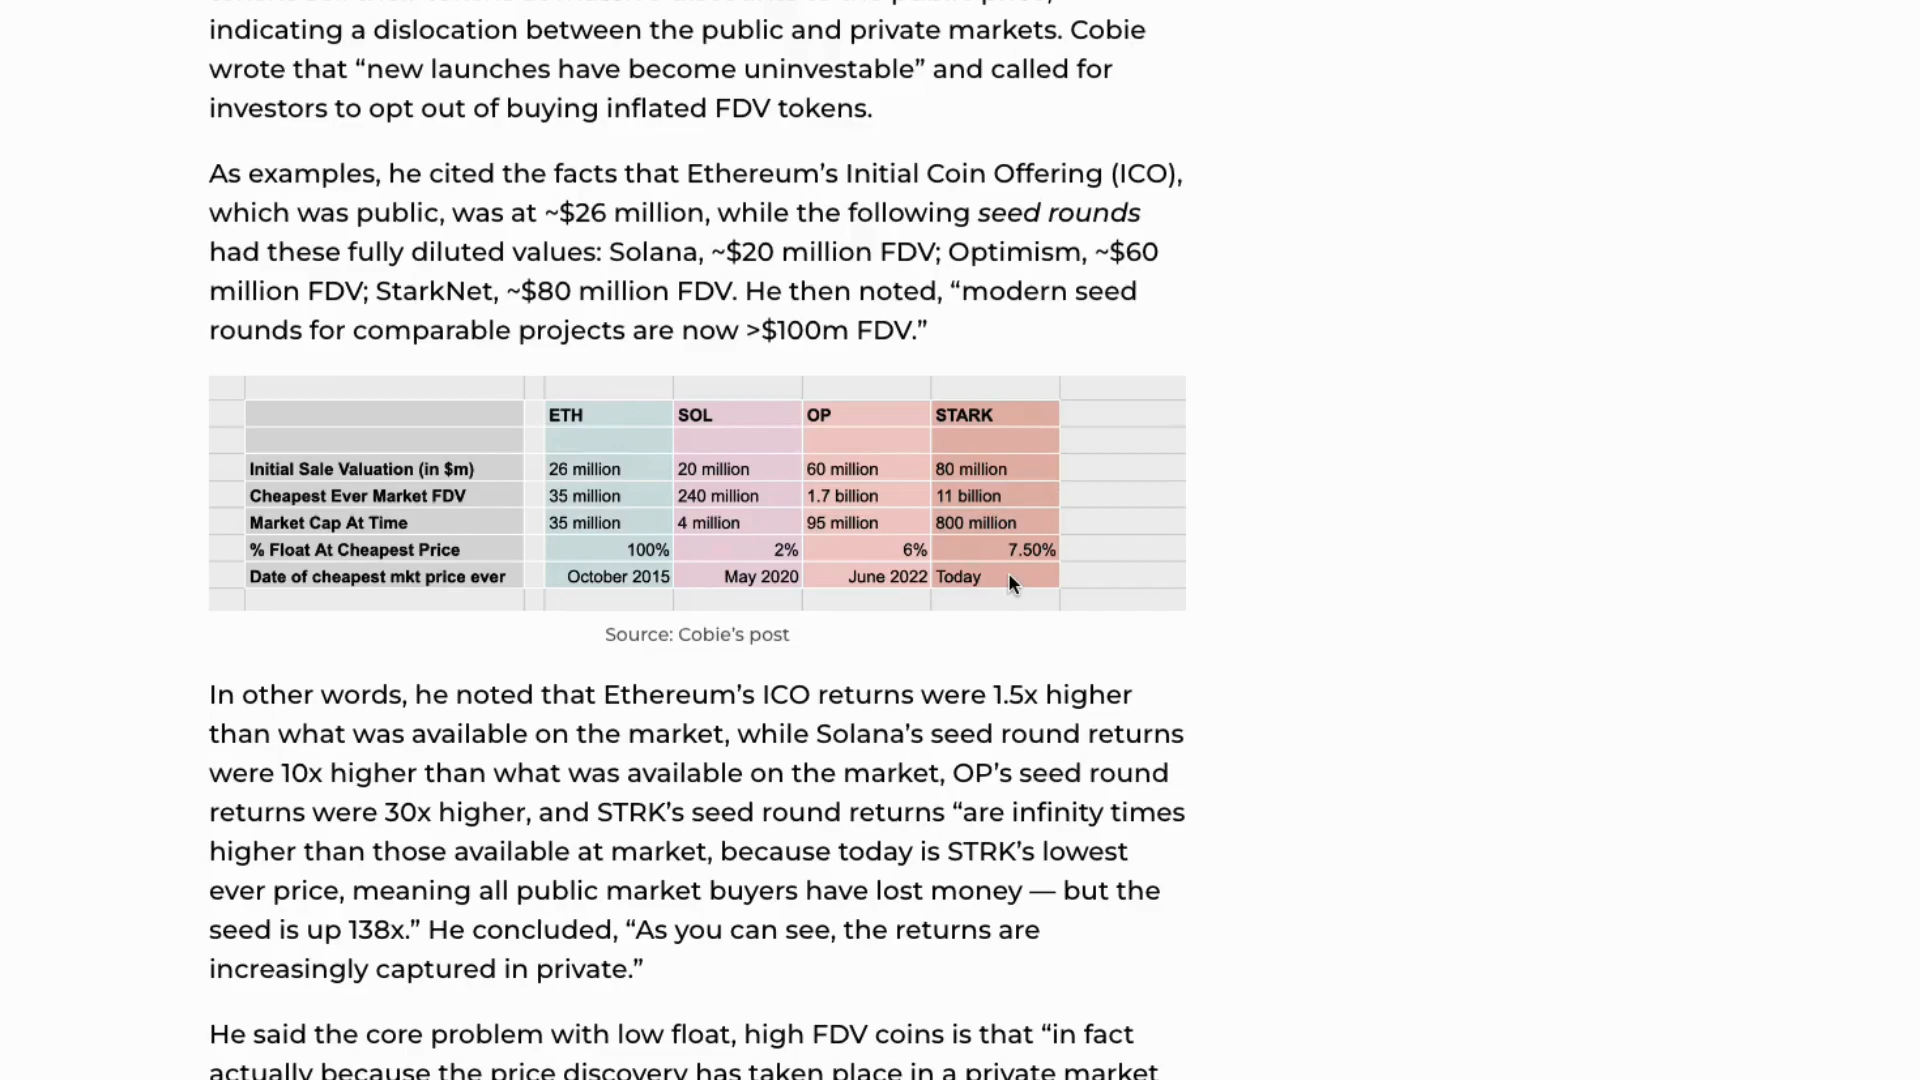 indicating a dislocation between the public and private markets. Cobie
wrote that “new launches have become uninvestable” and called for
investors to opt out of buying inflated FDV tokens.
As examples, he cited the facts that Ethereum’s Initial Coin Offering (ICO),
which was public, was at ~$26 million, while the following seed rounds
had these fully diluted values: Solana, ~$20 million FDV; Optimism, ~$60
million FDV; StarkNet, ~$80 million FDV. He then noted, “modern seed
rounds for comparable projects are now >$100m FDV.”
ETH SOL OP STARK
Initial Sale Valuation (in $m) 26 million 20 million 60 million 80 million
Cheapest Ever Market FDV 35 million 240 million 1.7 billion 11 billion
Market Cap At Time 35 million 4 million 95 million 800 million
% Float At Cheapest Price 100% 2% 6% 7.50%
Date of cheapest mkt price ever October 2015 May 2020 June 2022 Today
Source: Cobie’s post
In other words, he noted that Ethereum’s ICO returns were 1.5x higher
than what was available on the market, while Solana’s seed round returns
were 10x higher than what was available on the market, OP’s seed round
returns were 30x higher, and STRK’s seed round returns “are infinity times
higher than those available at market, because today is STRK’s lowest
ever price, meaning all public market buyers have lost money — but the
seed is up 138x.” He concluded, “As you can see, the returns are
increasingly captured in private.”
He said the core problem with low float, high FDV coins is that “in fact
actually because the price discovery has taken place in a private market